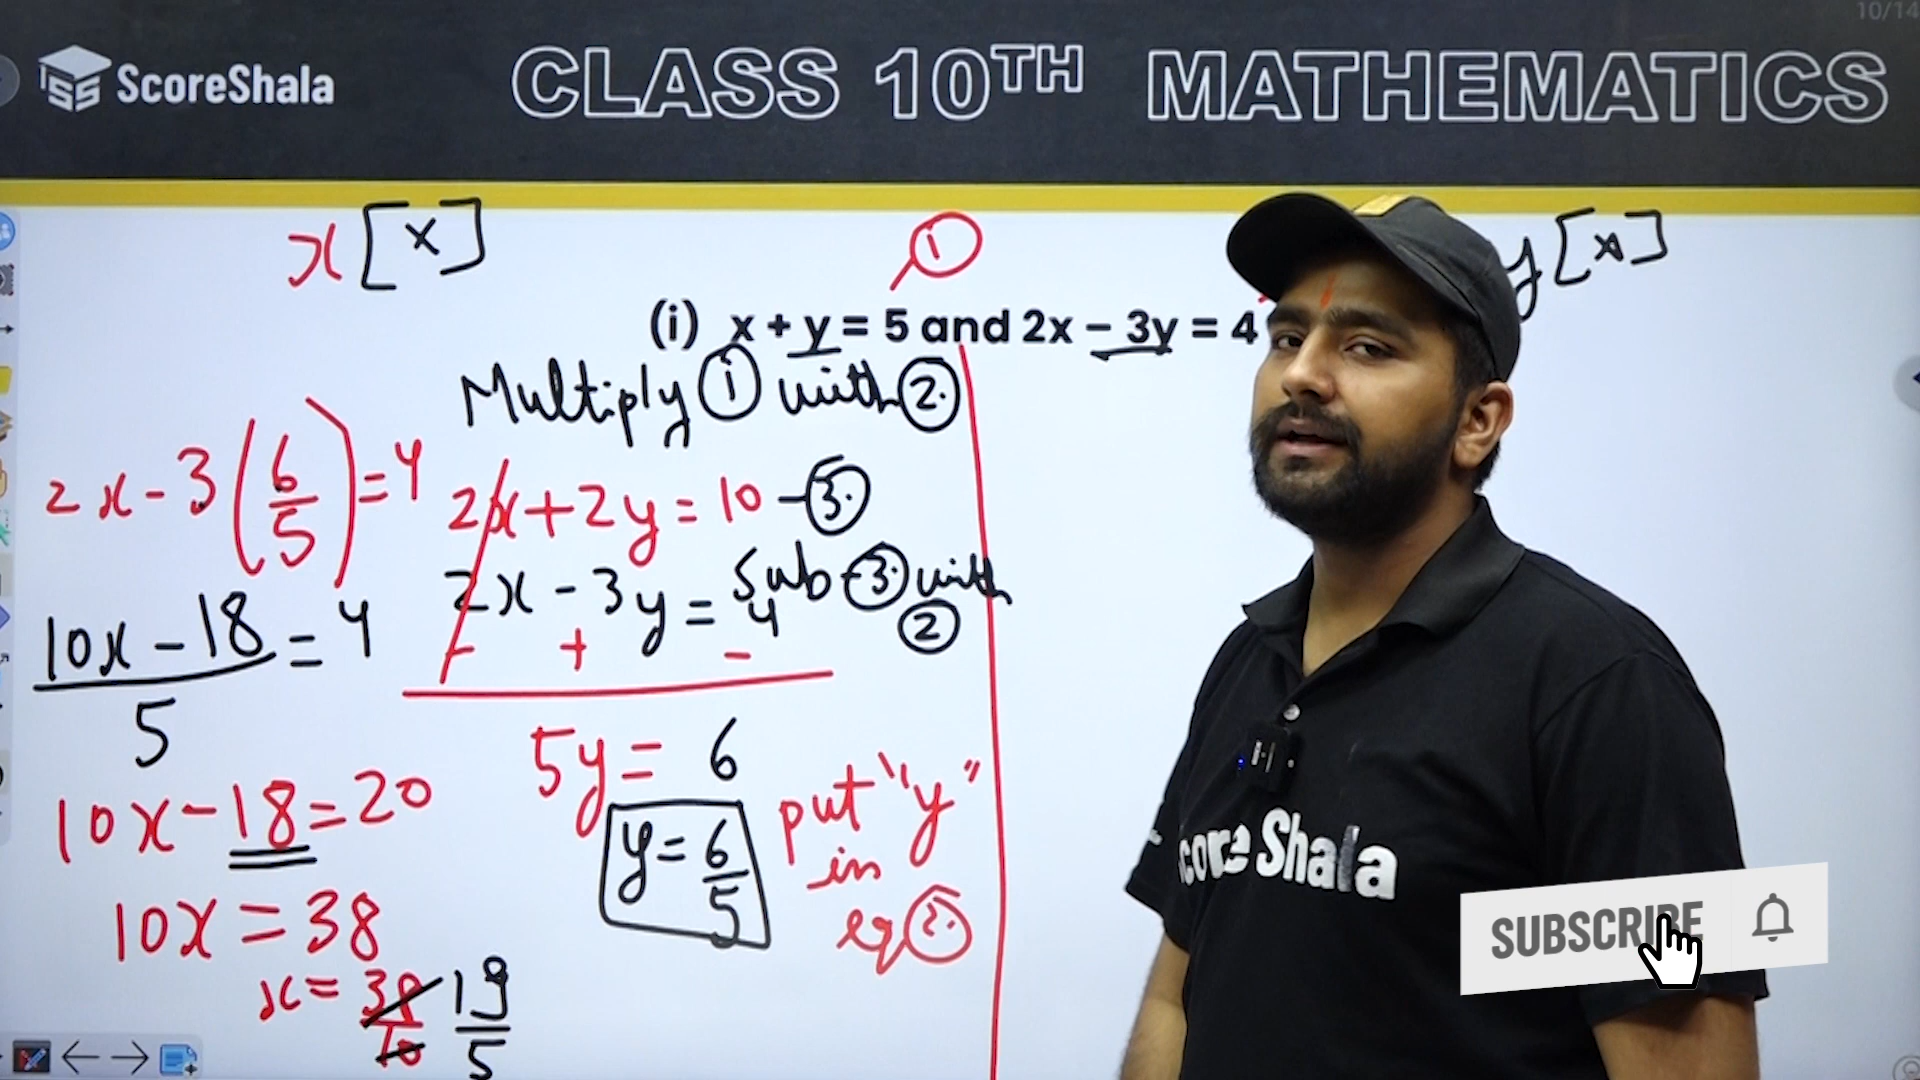 10/14
ScoreShala
CLASS 10TH MATHEMATICS
x [x]
1
y [x]
(i) x + y = 5 and 2x - 3y = 4
Multiply 1 with 2.
2x + 2y = 10 - 3.
2x - 3y = 4
- + -
Sub 3. with
2
5y = 6
y = 6/5
put "y"
in
eq 2.
2x - 3(6/5) = 4
10x - 18 / 5 = 4
10x - 18 = 20
10x = 38
x = 38/10 19/5
Score Shala
SUBSCRIBE